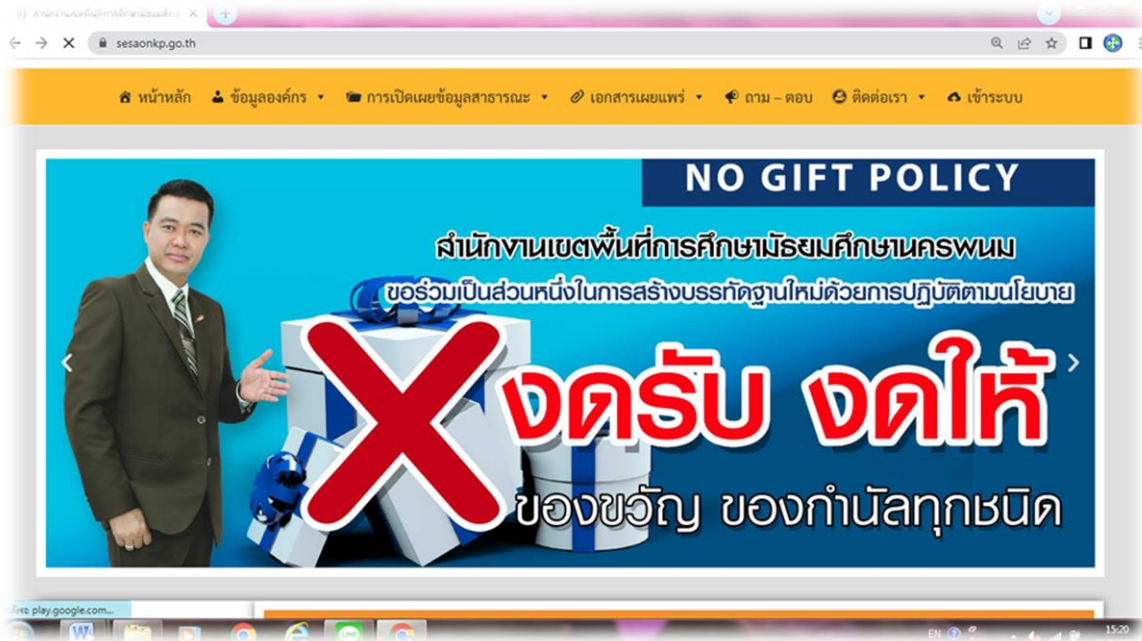 sesaonkp.go.th
หน้าหลัก ข้อมูลองค์กร การเปิดเผยข้อมูลสาธารณะ เอกสารเผยแพร่ ถาม – ตอบ ติดต่อเรา เข้าระบบ
NO GIFT POLICY
สำนักงานเขตพื้นที่การศึกษามัธยมศึกษานครพนม
ขอร่วมเป็นส่วนหนึ่งในการสร้างบรรทัดฐานใหม่ด้วยการปฏิบัติตามนโยบาย
งดรับ งดให้
ของขวัญ ของกำนัลทุกชนิด
play.google.com...
EN 15:20